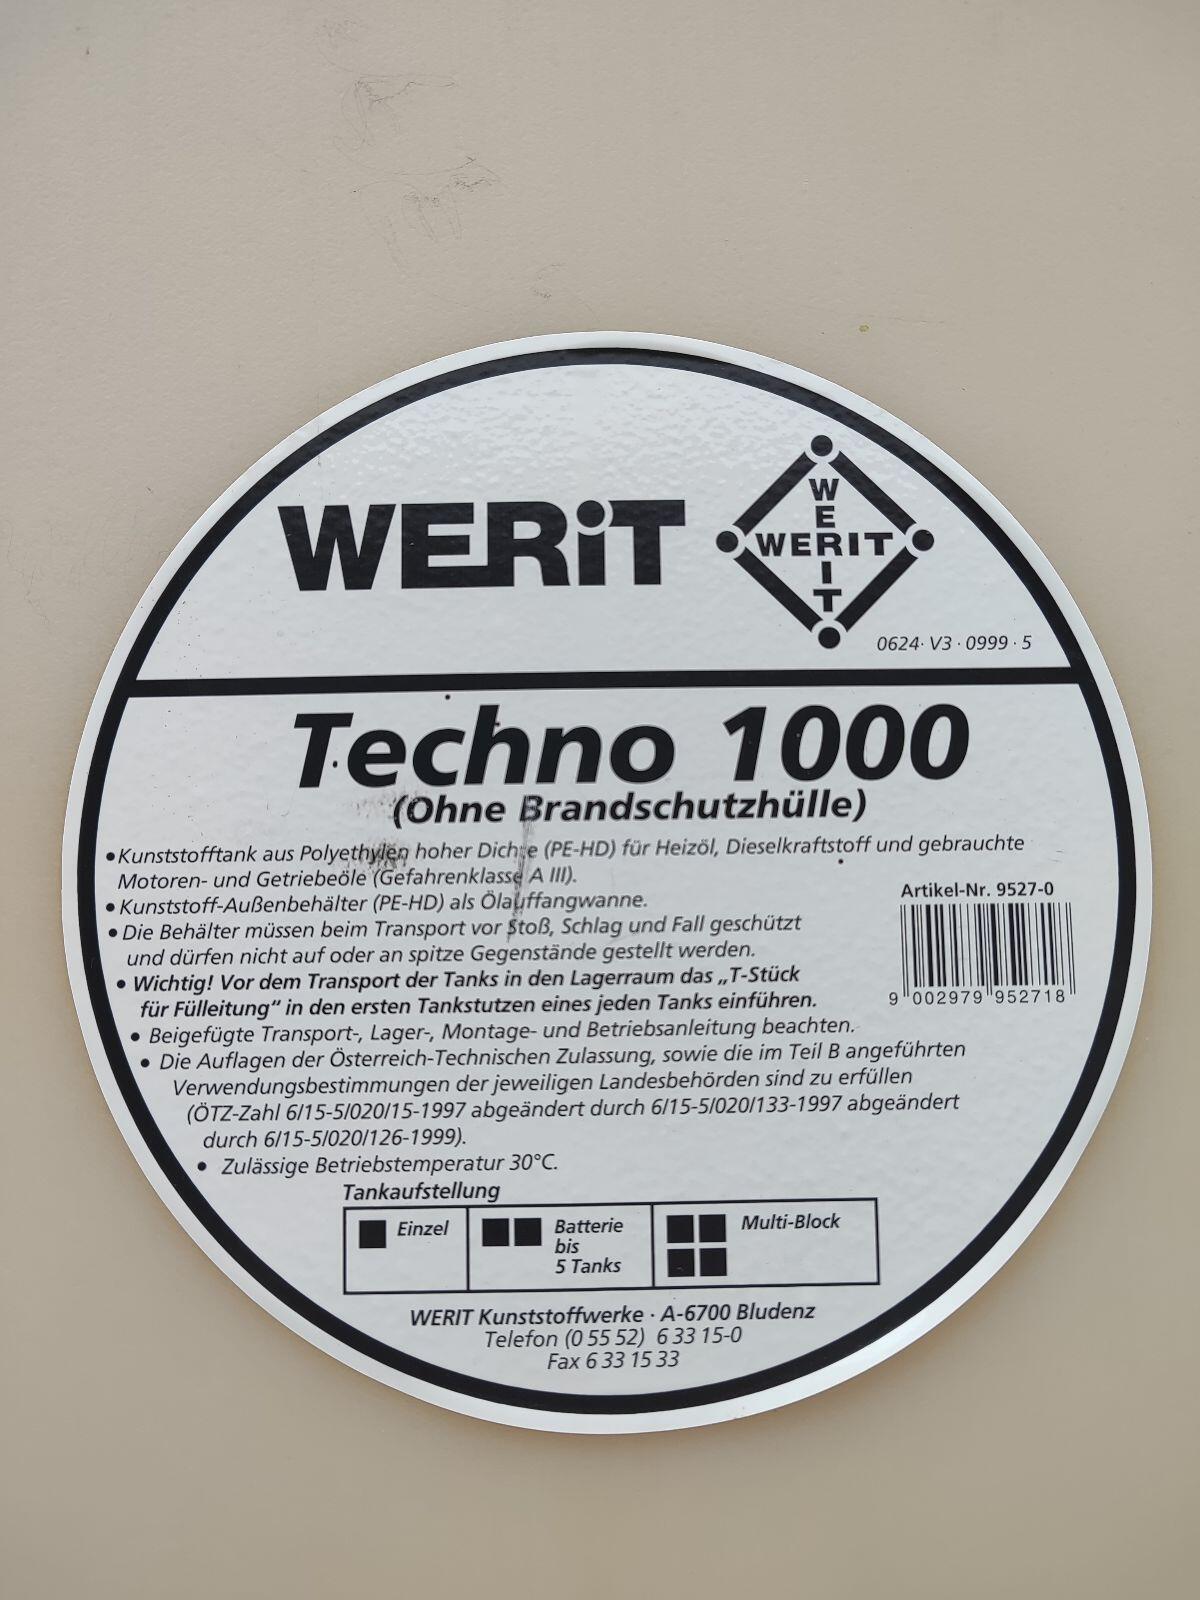 WERiT
W
E
WERIT
I
T
0624· V3 · 0999 · 5
Techno 1000
(Ohne Brandschutzhülle)
•Kunststofftank aus Polyethylen hoher Dichte (PE-HD) für Heizöl, Dieselkraftstoff und gebrauchte
Motoren- und Getriebeöle (Gefahrenklasse A III).
•Kunststoff-Außenbehälter (PE-HD) als Ölauffangwanne.
•Die Behälter müssen beim Transport vor Stoß, Schlag und Fall geschützt
und dürfen nicht auf oder an spitze Gegenstände gestellt werden.
• Wichtig! Vor dem Transport der Tanks in den Lagerraum das „T-Stück
für Fülleitung“ in den ersten Tankstutzen eines jeden Tanks einführen.
• Beigefügte Transport-, Lager-, Montage- und Betriebsanleitung beachten.
• Die Auflagen der Österreich-Technischen Zulassung, sowie die im Teil B angeführten
Verwendungsbestimmungen der jeweiligen Landesbehörden sind zu erfüllen
(ÖTZ-Zahl 6/15-5/020/15-1997 abgeändert durch 6/15-5/020/133-1997 abgeändert
durch 6/15-5/020/126-1999).
• Zulässige Betriebstemperatur 30°C.
Artikel-Nr. 9527-0
9 002979 952718
Tankaufstellung
Einzel
Batterie
bis
5 Tanks
Multi-Block
WERIT Kunststoffwerke · A-6700 Bludenz
Telefon (0 55 52) 6 33 15-0
Fax 6 33 15 33